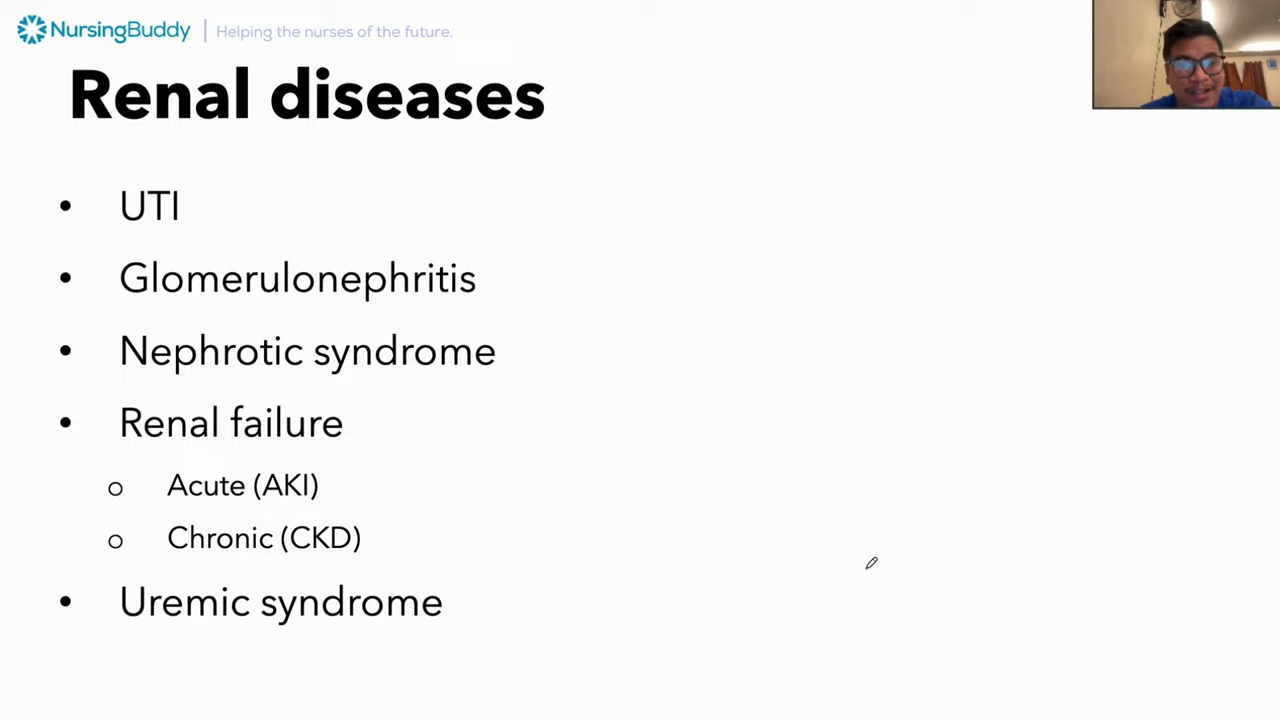 NursingBuddy | Helping the nurses of the future.
Renal diseases
• UTI
• Glomerulonephritis
• Nephrotic syndrome
• Renal failure
o Acute (AKI)
o Chronic (CKD)
• Uremic syndrome